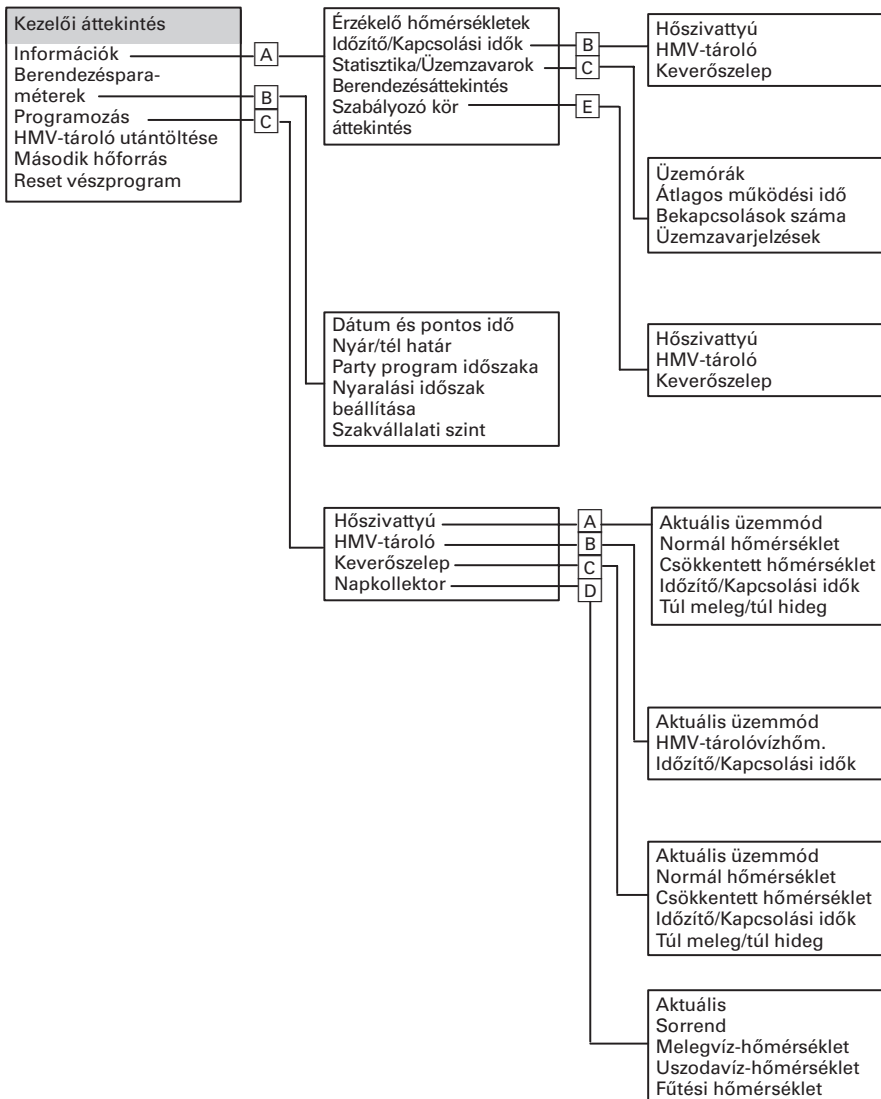 Kezelői áttekintés
Információk
A
Berendezéspara-
méterek
B
Programozás
C
HMV-tároló utántöltése
Második hőforrás
Reset vészprogram
Érzékelő hőmérsékletek
Időzítő/Kapcsolási idők
B
Statisztika/Üzemzavarok
C
Berendezésáttekintés
Szabályozó kör
E
áttekintés
Hőszivattyú
HMV-tároló
Keverőszelep
Üzemórák
Átlagos működési idő
Bekapcsolások száma
Üzemzavarjelzések
Hőszivattyú
HMV-tároló
Keverőszelep
Dátum és pontos idő
Nyár/tél határ
Party program időszaka
Nyaralási időszak
beállítása
Szakvállalati szint
Hőszivattyú
A
HMV-tároló
B
Keverőszelep
C
Napkollektor
D
Aktuális üzemmód
Normál hőmérséklet
Csökkentett hőmérséklet
Időzítő/Kapcsolási idők
Túl meleg/túl hideg
Aktuális üzemmód
HMV-tárolóvízhőm.
Időzítő/Kapcsolási idők
Aktuális üzemmód
Normál hőmérséklet
Csökkentett hőmérséklet
Időzítő/Kapcsolási idők
Túl meleg/túl hideg
Aktuális
Sorrend
Melegvíz-hőmérséklet
Uszodavíz-hőmérséklet
Fűtési hőmérséklet